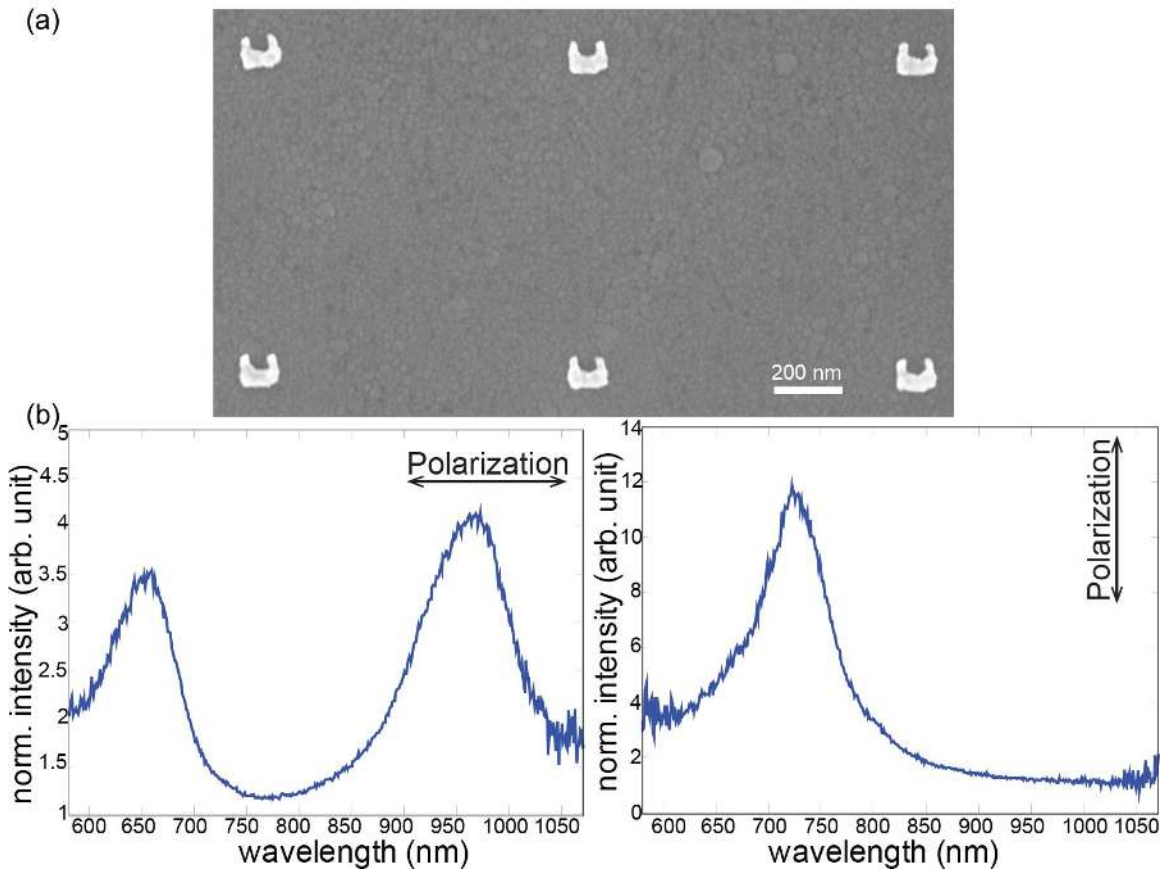 (a)
200 nm
(b)
5
4.5
4
3.5
3
2.5
2
1.5
1
norm. intensity (arb. unit)
Polarization
600 650 700 750 800 850 900 950 1000 1050
wavelength (nm)
14
12
10
8
6
4
2
0
norm. intensity (arb. unit)
Polarization
600 650 700 750 800 850 900 950 1000 1050
wavelength (nm)